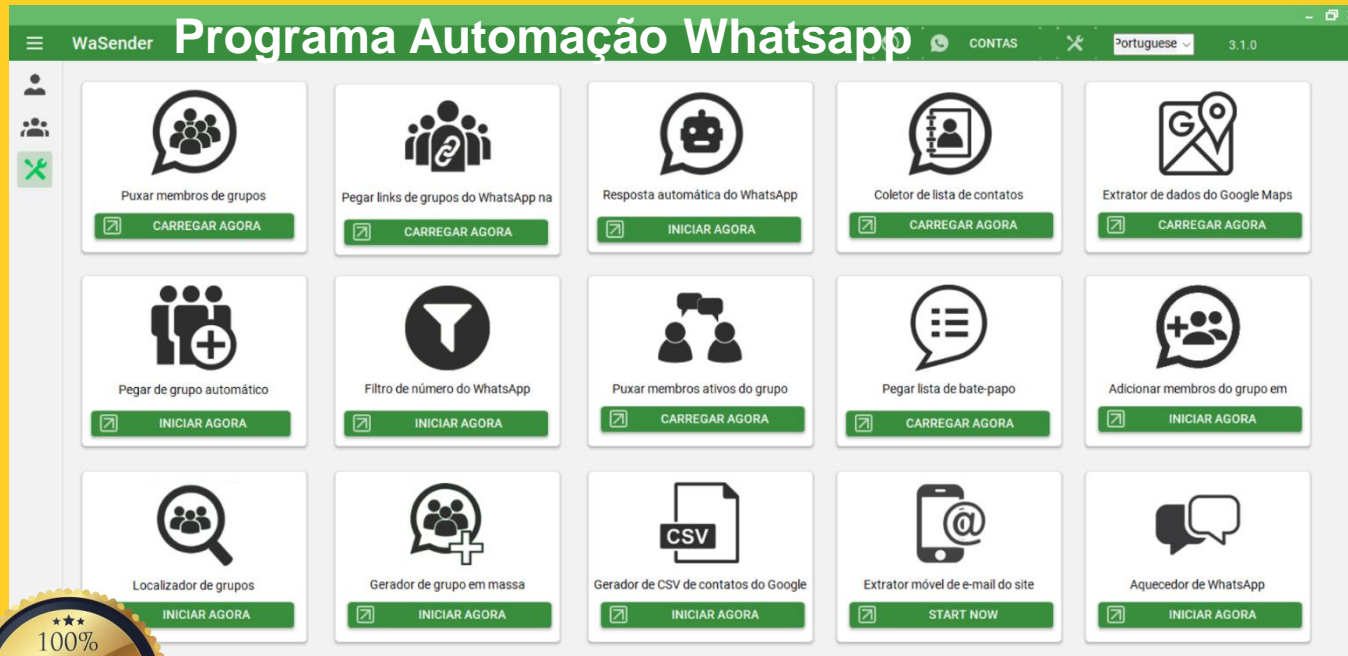 WaSender
Programa Automação Whatsapp
CONTAS
Portuguese
3.1.0
Puxar membros de grupos
CARREGAR AGORA
Pegar links de grupos do WhatsApp na
CARREGAR AGORA
Resposta automática do WhatsApp
INICIAR AGORA
Coletor de lista de contatos
CARREGAR AGORA
G
Extrator de dados do Google Maps
CARREGAR AGORA
Pegar de grupo automático
INICIAR AGORA
Filtro de número do WhatsApp
INICIAR AGORA
Puxar membros ativos do grupo
CARREGAR AGORA
Pegar lista de bate-papo
CARREGAR AGORA
Adicionar membros do grupo em
INICIAR AGORA
Localizador de grupos
INICIAR AGORA
Gerador de grupo em massa
INICIAR AGORA
CSV
Gerador de CSV de contatos do Google
INICIAR AGORA
@
Extrator móvel de e-mail do site
START NOW
Aquecedor de WhatsApp
INICIAR AGORA
100%